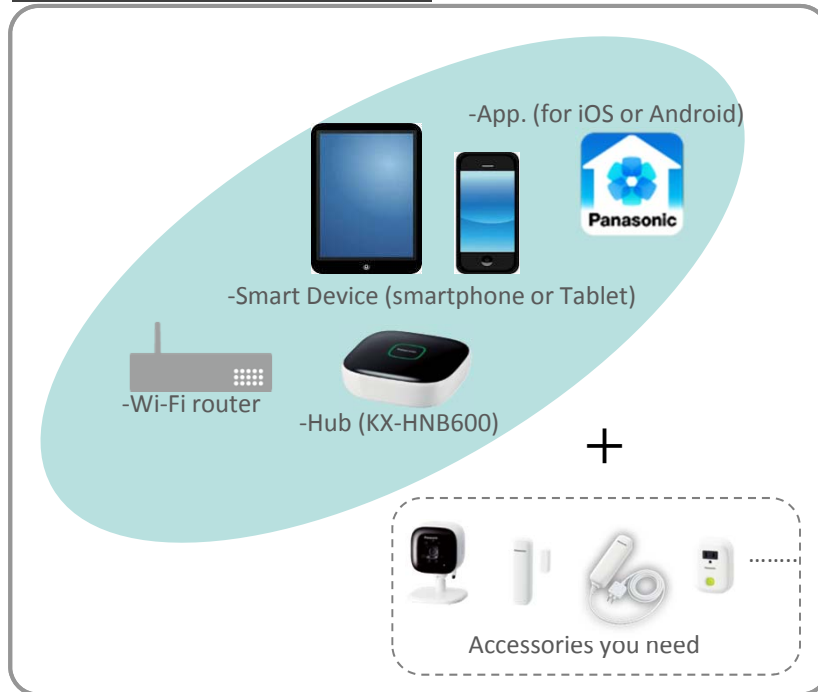 -App. (for iOS or Android)
Panasonic
-Smart Device (smartphone or Tablet)
-Wi-Fi router
-Hub (KX-HNB600)
+
Accessories you need